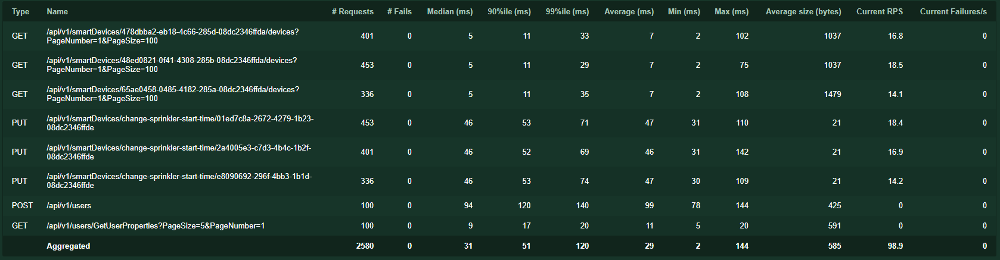 Type Name # Requests # Fails Median (ms) 90%ile (ms) 99%ile (ms) Average (ms) Min (ms) Max (ms) Average size (bytes) Current RPS Current Failures/s
GET /api/v1/smartDevices/478dbba2-eb18-4c66-285d-08dc2346ffda/devices?
PageNumber=1&PageSize=100 401 0 5 11 33 7 2 102 1037 16.8 0
GET /api/v1/smartDevices/48ed0821-0f41-4308-285b-08dc2346ffda/devices?
PageNumber=1&PageSize=100 453 0 5 11 29 7 2 75 1037 18.5 0
GET /api/v1/smartDevices/65ae0458-0485-4182-285a-08dc2346ffda/devices?
PageNumber=1&PageSize=100 336 0 5 11 35 7 2 108 1479 14.1 0
PUT /api/v1/smartDevices/change-sprinkler-start-time/01ed7c8a-2672-4279-1b23-
08dc2346ffde 453 0 46 53 71 47 31 110 21 18.4 0
PUT /api/v1/smartDevices/change-sprinkler-start-time/2a4005e3-c7d3-4b4c-1b2f-
08dc2346ffde 401 0 46 52 69 46 31 142 21 16.9 0
PUT /api/v1/smartDevices/change-sprinkler-start-time/e8090692-296f-4bb3-1b1d-
08dc2346ffde 336 0 46 53 74 47 30 109 21 14.2 0
POST /api/v1/users 100 0 94 120 140 99 78 144 425 0 0
GET /api/v1/users/GetUserProperties?PageSize=5&PageNumber=1 100 0 9 17 20 11 5 20 591 0 0
Aggregated 2580 0 31 51 120 29 2 144 585 98.9 0